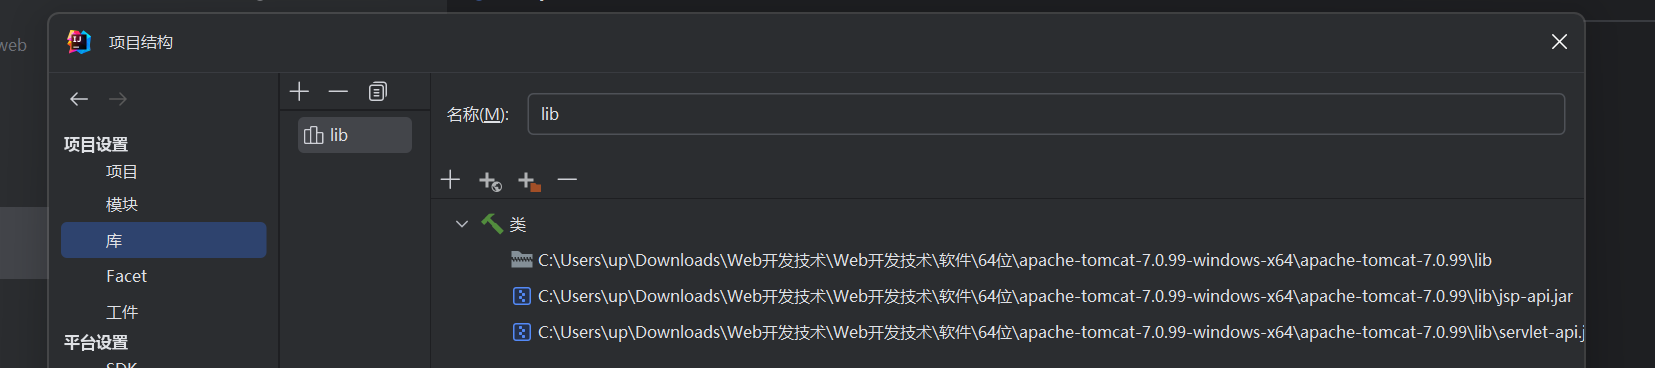 web
项目结构
项目设置
项目
模块
库
Facet
工件
平台设置
SDK
lib
名称(M):
lib
类
C:\Users\up\Downloads\Web开发技术\Web开发技术\软件\64位\apache-tomcat-7.0.99-windows-x64\apache-tomcat-7.0.99\lib
C:\Users\up\Downloads\Web开发技术\Web开发技术\软件\64位\apache-tomcat-7.0.99-windows-x64\apache-tomcat-7.0.99\lib\jsp-api.jar
C:\Users\up\Downloads\Web开发技术\Web开发技术\软件\64位\apache-tomcat-7.0.99-windows-x64\apache-tomcat-7.0.99\lib\servlet-api.j